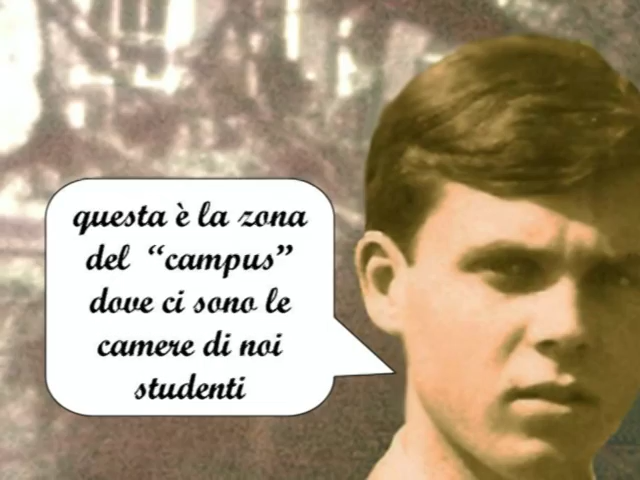 questa è la zona
del “campus”
dove ci sono le
camere di noi
studenti